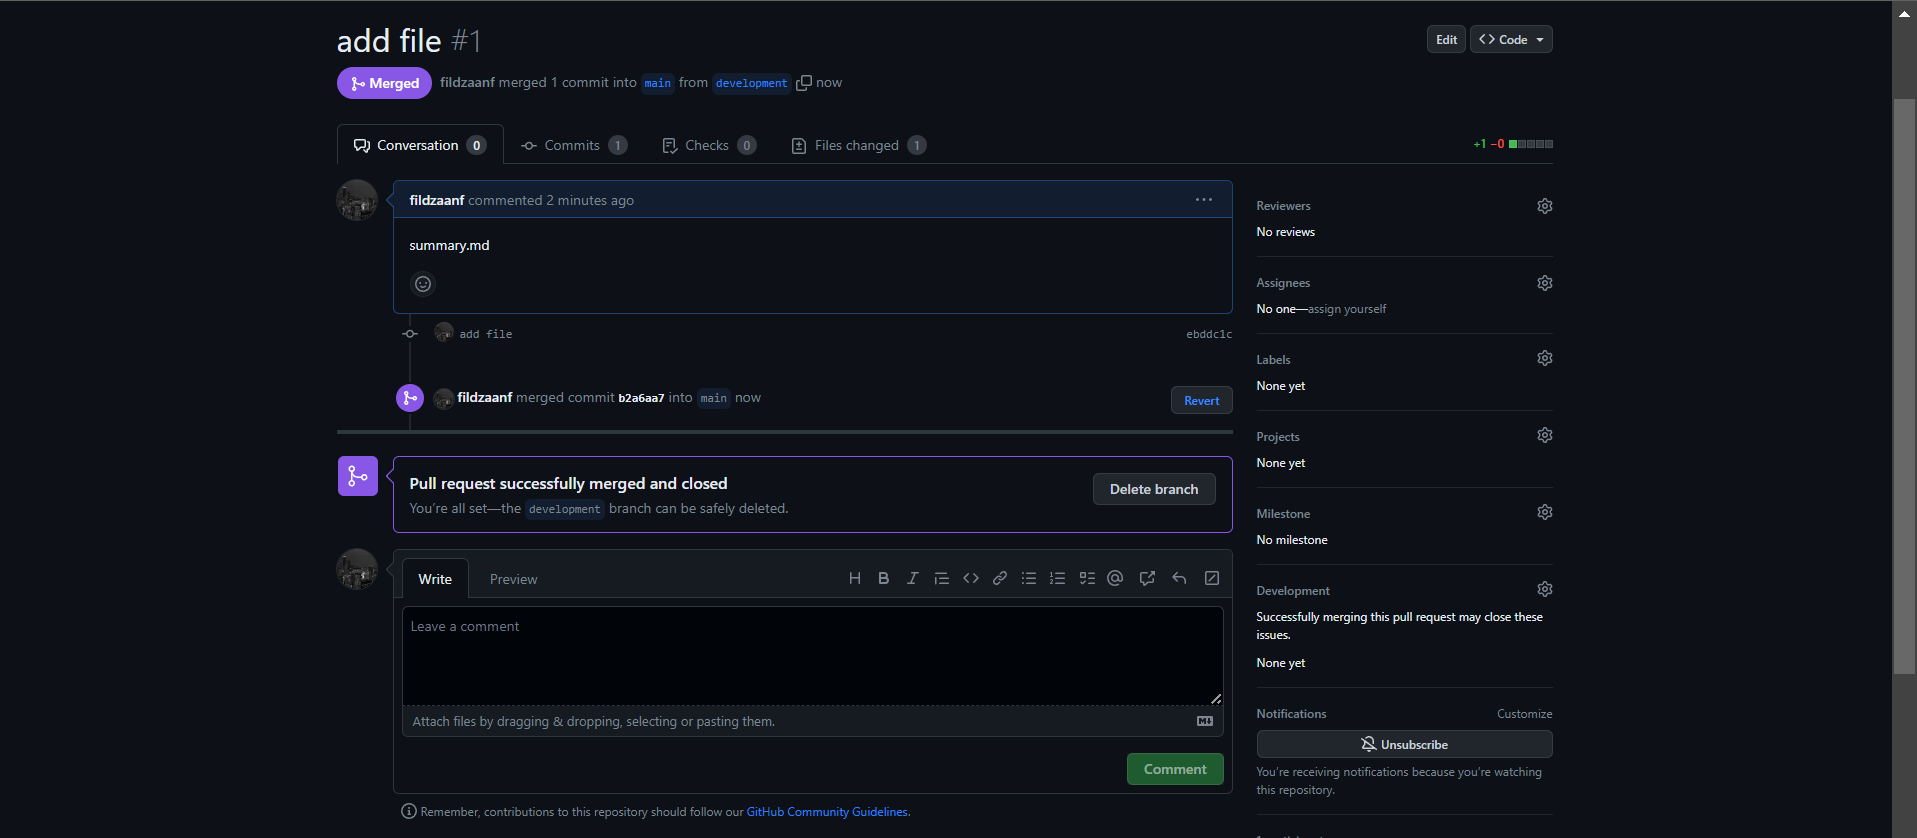 add file #1
Edit
Code
Merged
fildzaanf merged 1 commit into main from development now
Conversation 0
Commits 1
Checks 0
Files changed 1
+1 −0
fildzaanf commented 2 minutes ago
summary.md
add file
ebddc1c
fildzaanf merged commit b2a6aa7 into main now
Revert
Pull request successfully merged and closed
You're all set—the development branch can be safely deleted.
Delete branch
Write
Preview
Leave a comment
Attach files by dragging & dropping, selecting or pasting them.
Comment
Remember, contributions to this repository should follow our GitHub Community Guidelines.
Reviewers
No reviews
Assignees
No one—assign yourself
Labels
None yet
Projects
None yet
Milestone
No milestone
Development
Successfully merging this pull request may close these
issues.
None yet
Notifications
Customize
Unsubscribe
You're receiving notifications because you're watching
this repository.